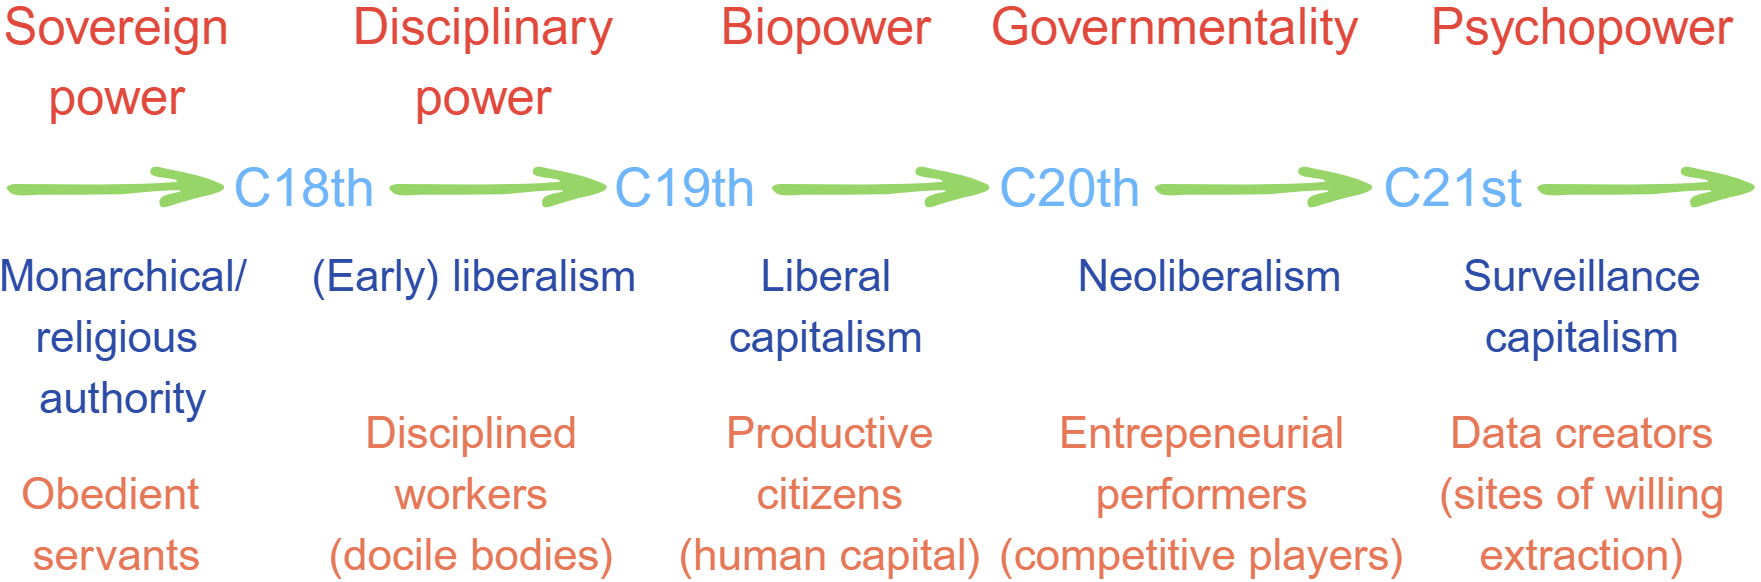 Sovereign
power
Disciplinary
power
Biopower
Governmentality
Psychopower
C18th
C19th
C20th
C21st
Monarchical/
religious
authority
(Early) liberalism
Liberal
capitalism
Neoliberalism
Surveillance
capitalism
Obedient
servants
Disciplined
workers
(docile bodies)
Productive
citizens
(human capital)
Entrepeneurial
performers
(competitive players)
Data creators
(sites of willing
extraction)